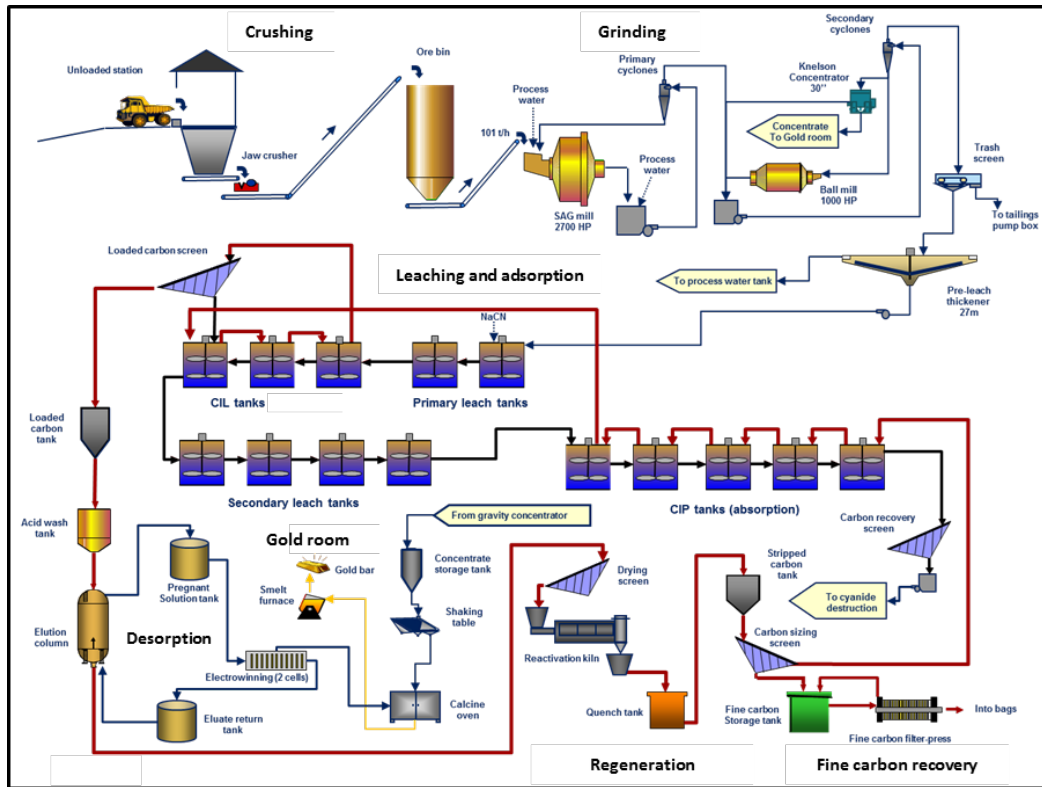 Crushing
Grinding
Secondary
cyclones
Ore bin
Primary
cyclones
Knelson
Concentrator
30''
Unloaded station
Process
water
101 t/h
Concentrate
To Gold room
Trash
screen
Jaw crusher
Process
water
Ball mill
1000 HP
SAG mill
2700 HP
To tailings
pump box
Loaded carbon screen
Leaching and adsorption
To process water tank
Pre-leach
thickener
27m
NaCN
CIL tanks
Primary leach tanks
Loaded
carbon
tank
Secondary leach tanks
CIP tanks (absorption)
From gravity concentrator
Acid wash
tank
Gold room
Carbon recovery
screen
Concentrate
storage tank
Stripped
carbon
tank
Gold bar
Drying
screen
Pregnant
Solution tank
Smelt
furnace
To cyanide
destruction
Shaking
table
Elution
column
Desorption
Carbon sizing
screen
Reactivation kiln
Electrowinning (2 cells)
Calcine
oven
Quench tank
Fine carbon
Storage tank
Into bags
Eluate return
tank
Fine carbon filter-press
Regeneration
Fine carbon recovery